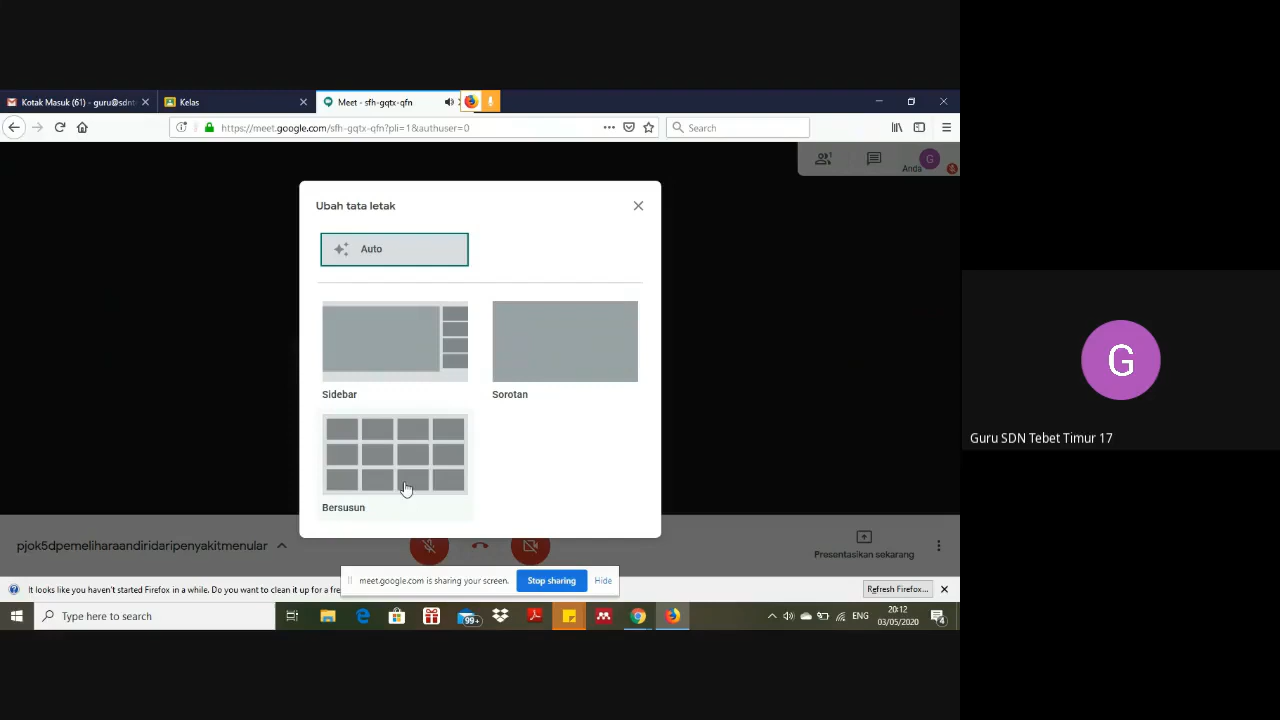 Kotak Masuk (61) - guru@sdnt
Kelas
Meet - sfh-gqtx-qfn
https://meet.google.com/sfh-gqtx-qfn?pli=1&authuser=0
Search
G
Anda
Ubah tata letak
Auto
Sidebar
Sorotan
Bersusun
G
Guru SDN Tebet Timur 17
pjok5dpemeliharaandiridaripenyakitmenular
Presentasikan sekarang
meet.google.com is sharing your screen.
Stop sharing
Hide
It looks like you haven't started Firefox in a while. Do you want to clean it up for a fre
Refresh Firefox...
Type here to search
99+
ENG
20:12
03/05/2020
4